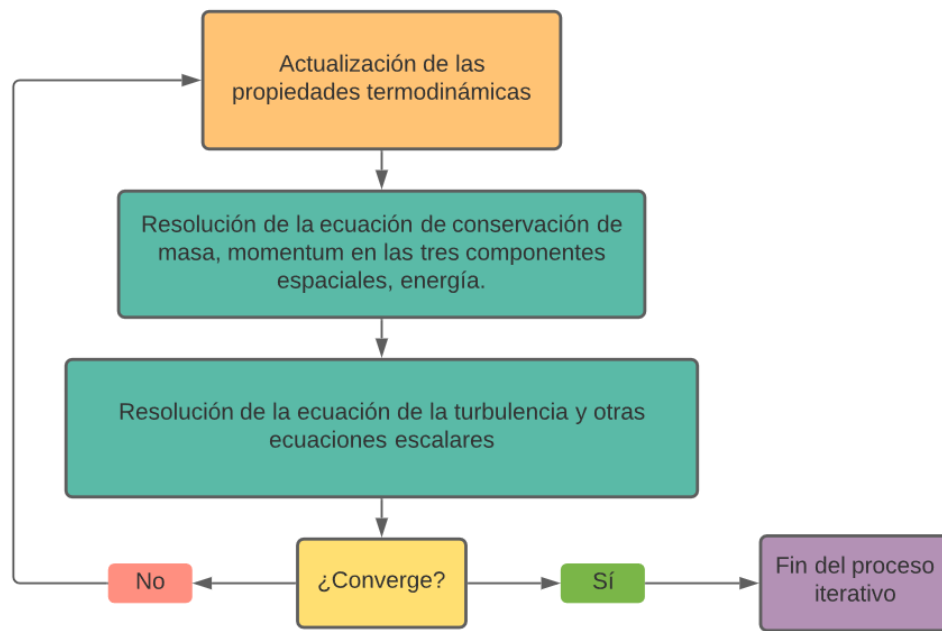 Actualización de las
propiedades termodinámicas
Resolución de la ecuación de conservación de
masa, momentum en las tres componentes
espaciales, energía.
Resolución de la ecuación de la turbulencia y otras
ecuaciones escalares
No
¿Converge?
Sí
Fin del proceso
iterativo